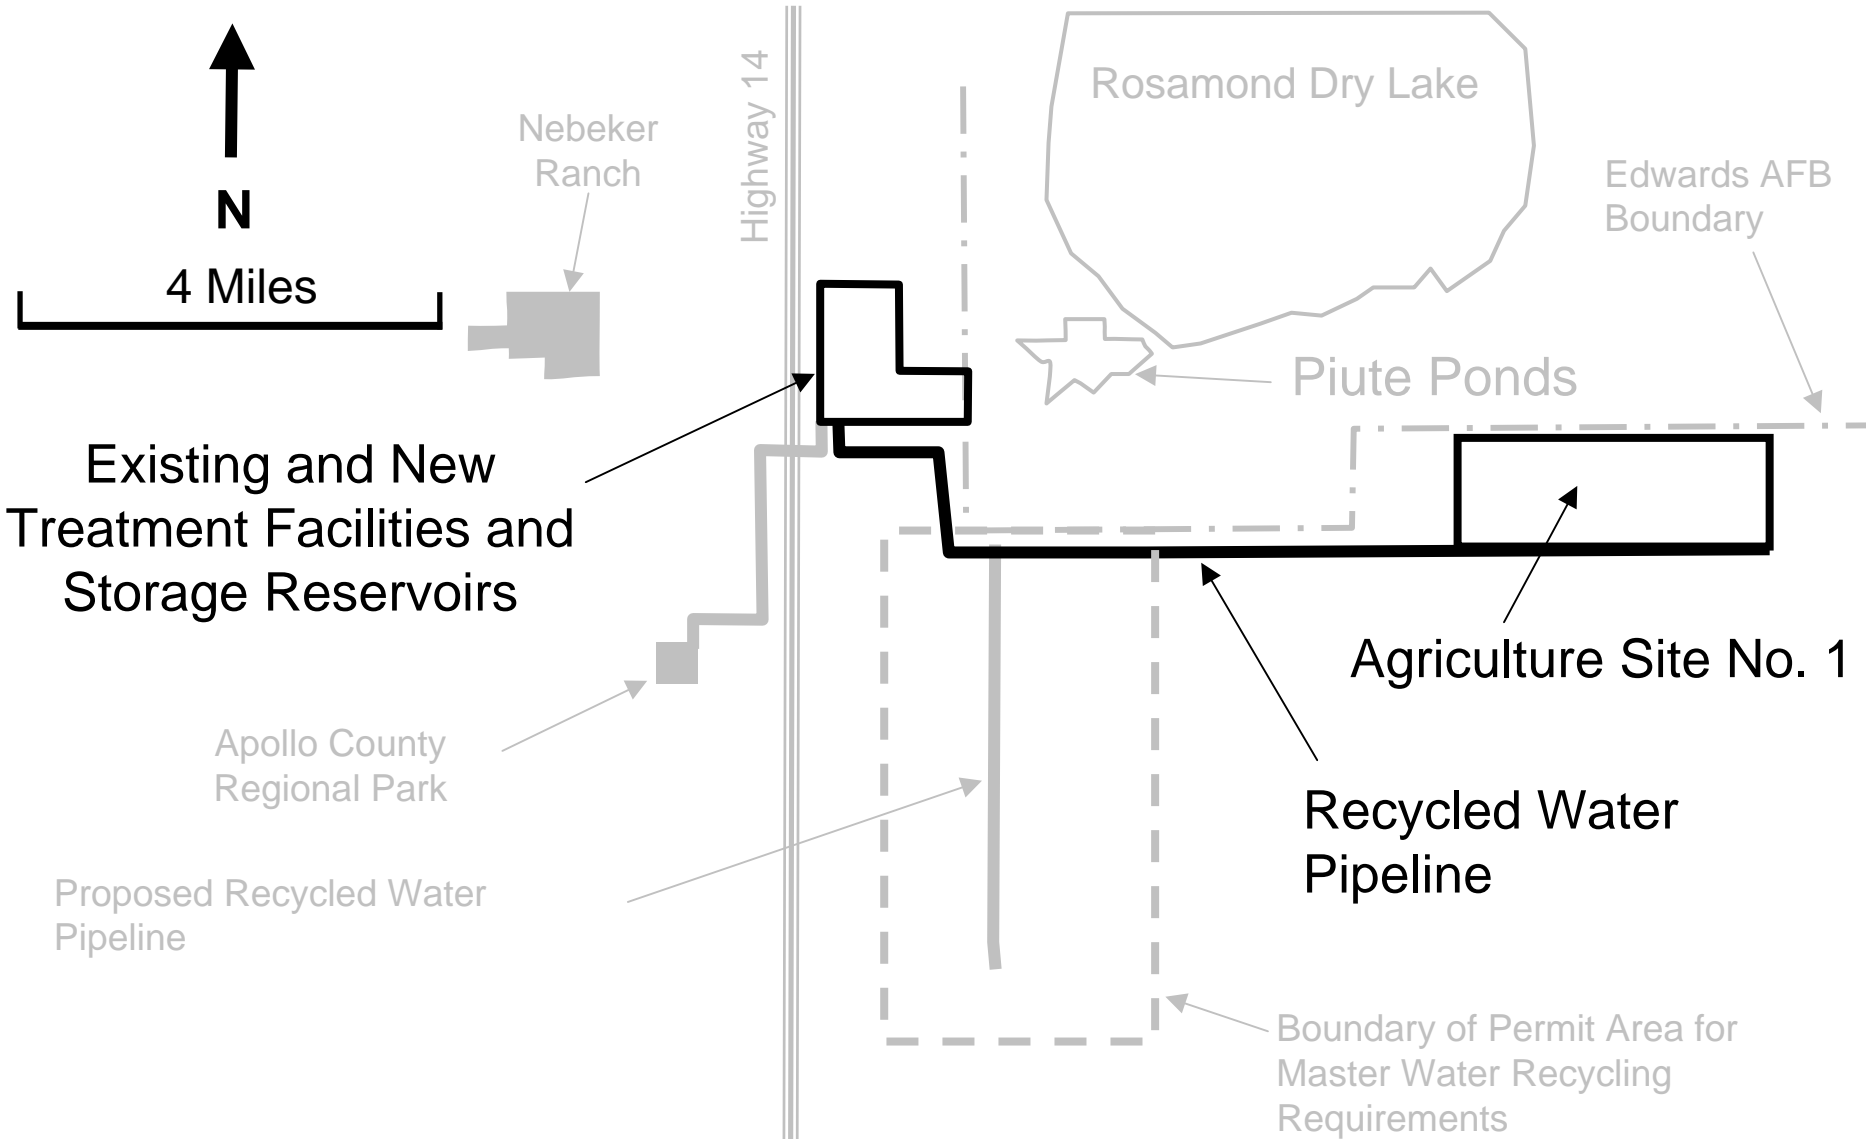 Highway 14
Rosamond Dry Lake
Nebeker
Ranch
Edwards AFB
Boundary
N
4 Miles
Piute Ponds
Existing and New
Treatment Facilities and
Storage Reservoirs
Agriculture Site No. 1
Apollo County
Regional Park
Recycled Water
Pipeline
Proposed Recycled Water
Pipeline
Boundary of Permit Area for
Master Water Recycling
Requirements